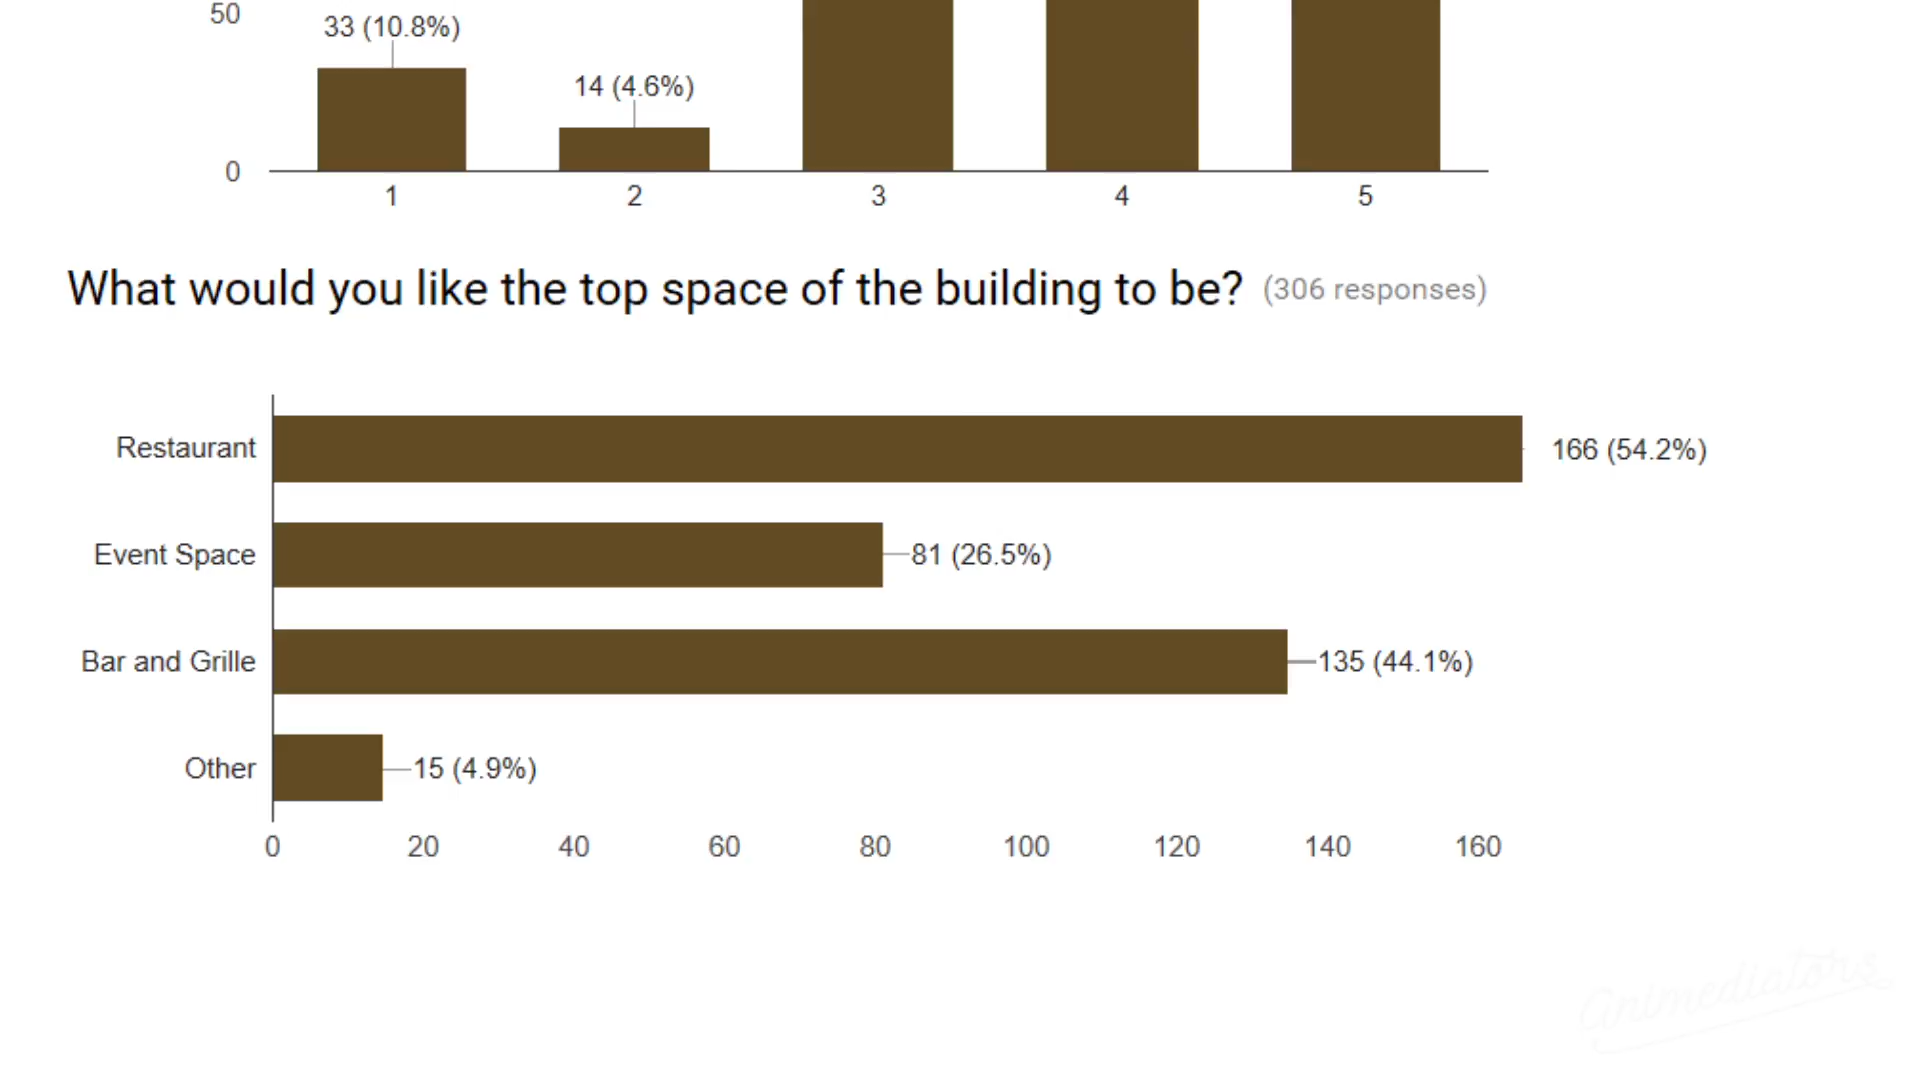 50
33 (10.8%)
14 (4.6%)
0
1 2 3 4 5
What would you like the top space of the building to be? (306 responses)
Restaurant 166 (54.2%)
Event Space 81 (26.5%)
Bar and Grille 135 (44.1%)
Other 15 (4.9%)
0 20 40 60 80 100 120 140 160
animediators